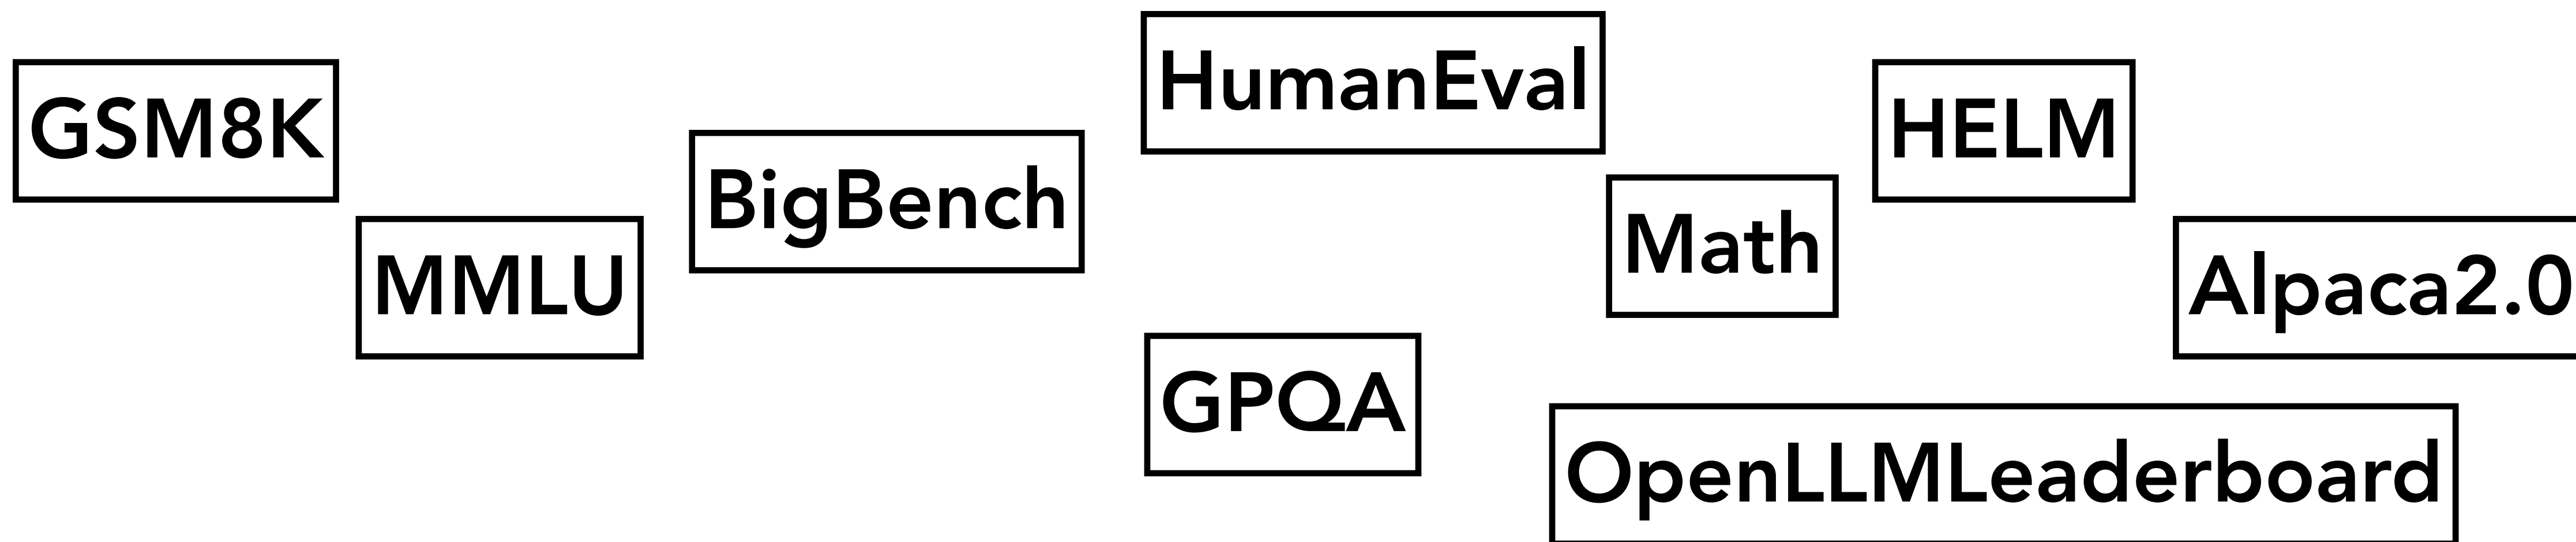 GSM8K
MMLU
BigBench
HumanEval
GPQA
Math
HELM
Alpaca2.0
OpenLLMLeaderboard